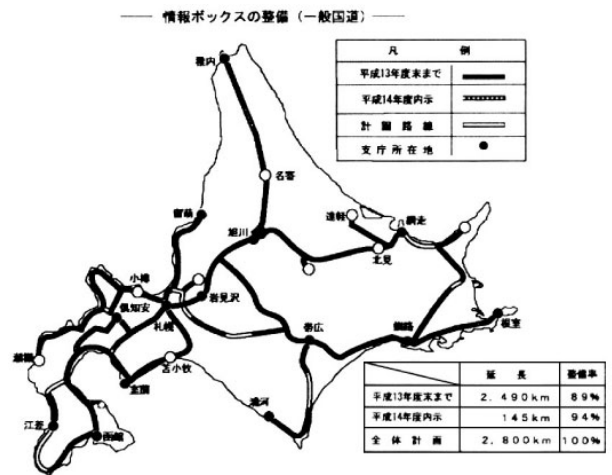 情報ボックスの整備（一般国道）
凡 例
平成13年度末まで
平成14年度内示
計画路線
支庁所在地
稚内
名寄
留萌
旭川
遠軽
網走
北見
小樽
倶知安
札幌
岩見沢
帯広
釧路
根室
苫小牧
室蘭
浦河
江差
函館
延長 整備率
平成13年度末まで 2,490km 89%
平成14年度内示 145km 94%
全体計画 2,800km 100%